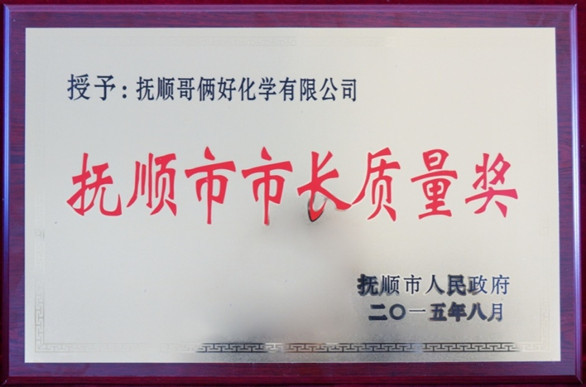 授予：抚顺哥俩好化学有限公司
抚顺市市长质量奖
抚顺市人民政府
二〇一五年八月